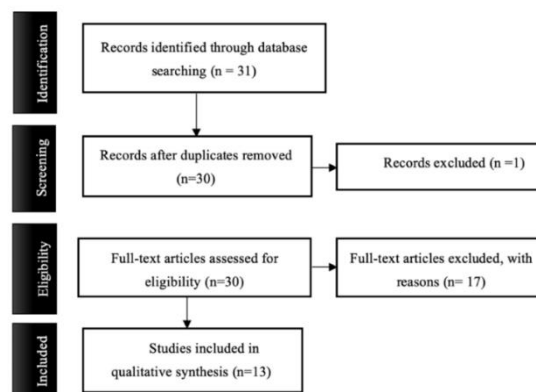 Identification
Records identified through database
searching (n = 31)
Screening
Records after duplicates removed
(n=30)
Records excluded (n =1)
Eligibility
Full-text articles assessed for
eligibility (n=30)
Full-text articles excluded, with
reasons (n= 17)
Included
Studies included in
qualitative synthesis (n=13)